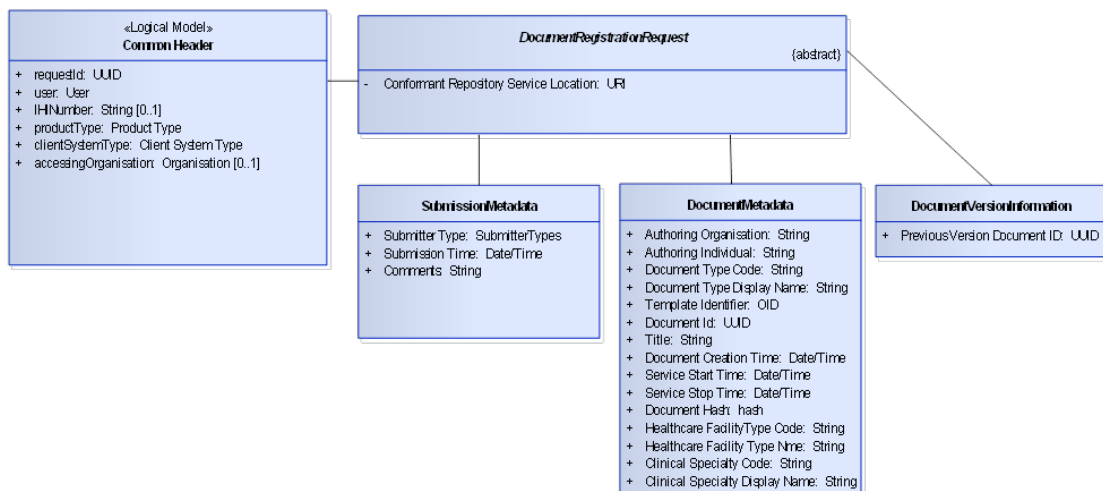 «Logical Model»
Common Header
+ requestId: UUID
+ user: User
+ IHINumber: String [0..1]
+ productType: Product Type
+ clientSystemType: Client System Type
+ accessingOrganisation: Organisation [0..1]
DocumentRegistrationRequest
{abstract}
- Conformant Repository Service Location: URI
SubmissionMetadata
+ Submitter Type: SubmitterTypes
+ Submission Time: Date/Time
+ Comments: String
DocumentMetadata
+ Authoring Organisation: String
+ Authoring Individual: String
+ Document Type Code: String
+ Document Type Display Name: String
+ Template Identifier: OID
+ Document Id: UUID
+ Title: String
+ Document Creation Time: Date/Time
+ Service Start Time: Date/Time
+ Service Stop Time: Date/Time
+ Document Hash: hash
+ Healthcare FacilityType Code: String
+ Healthcare Facility Type Nme: String
+ Clinical Specialty Code: String
+ Clinical Specialty Display Name: String
DocumentVersionInformation
+ PreviousVersion Document ID: UUID